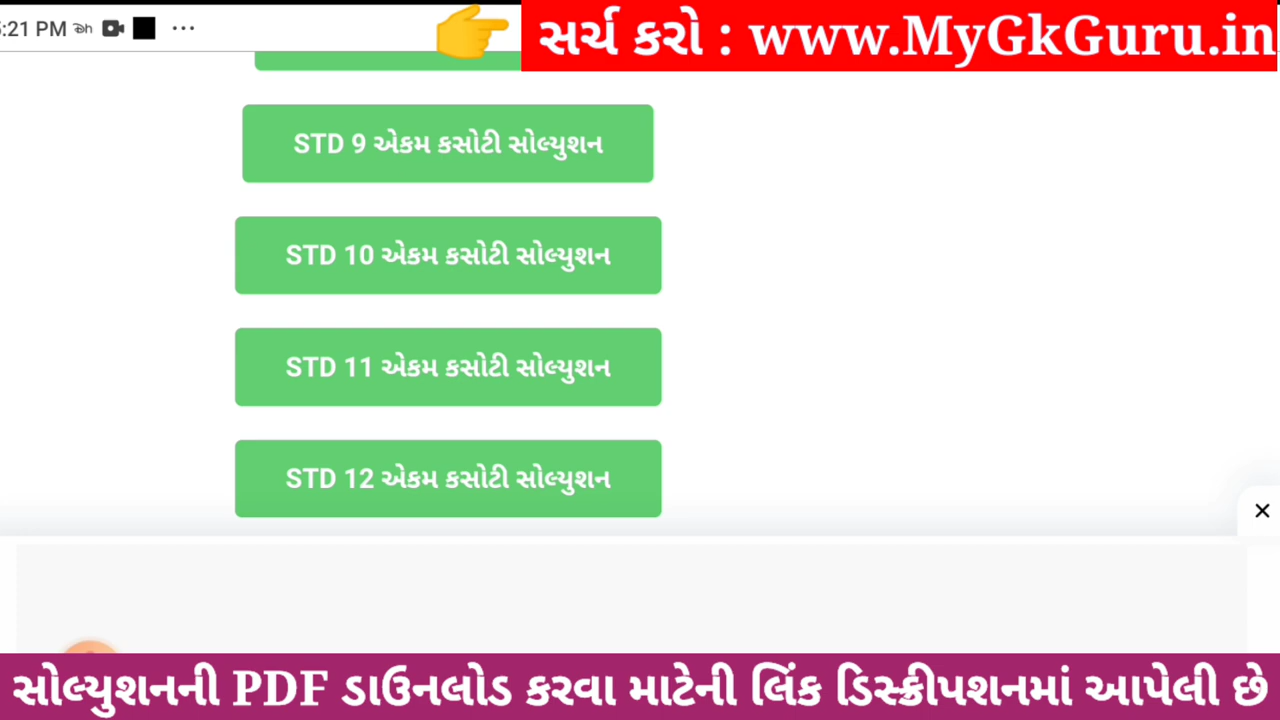 :21 PM
સર્ચ કરો : www.MyGkGuru.in
STD 9 એકમ કસોટી સોલ્યુશન
STD 10 એકમ કસોટી સોલ્યુશન
STD 11 એકમ કસોટી સોલ્યુશન
STD 12 એકમ કસોટી સોલ્યુશન
સોલ્યુશનની PDF ડાઉનલોડ કરવા માટેની લિંક ડિસ્ક્રીપશનમાં આપેલી છે